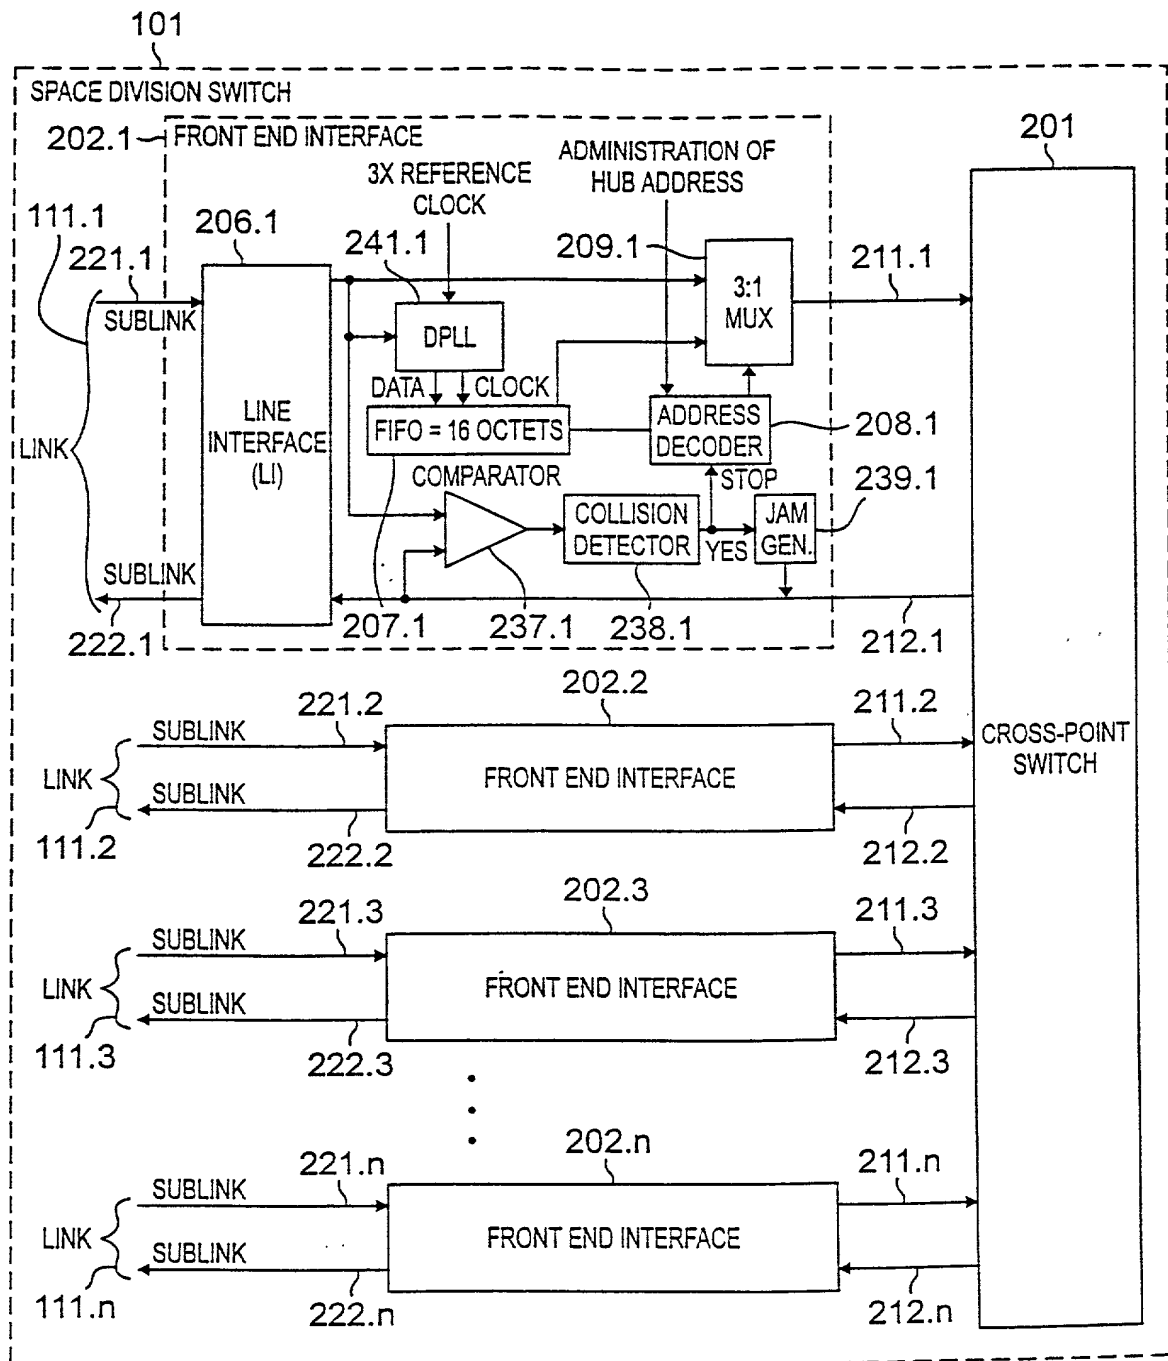 101
SPACE DIVISION SWITCH
202.1
FRONT END INTERFACE
3X REFERENCE
CLOCK
ADMINISTRATION OF
HUB ADDRESS
201
111.1
221.1
206.1
241.1
209.1
211.1
SUBLINK
DPLL
3:1
MUX
DATA
CLOCK
LINK
LINE
INTERFACE
(LI)
FIFO = 16 OCTETS
ADDRESS
DECODER
208.1
COMPARATOR
STOP
239.1
COLLISION
DETECTOR
YES
JAM
GEN.
SUBLINK
222.1
207.1
237.1
238.1
212.1
CROSS-POINT
SWITCH
202.2
221.2
211.2
SUBLINK
LINK
FRONT END INTERFACE
SUBLINK
111.2
222.2
212.2
202.3
221.3
211.3
SUBLINK
LINK
FRONT END INTERFACE
SUBLINK
111.3
222.3
212.3
202.n
221.n
211.n
SUBLINK
LINK
FRONT END INTERFACE
SUBLINK
111.n
222.n
212.n